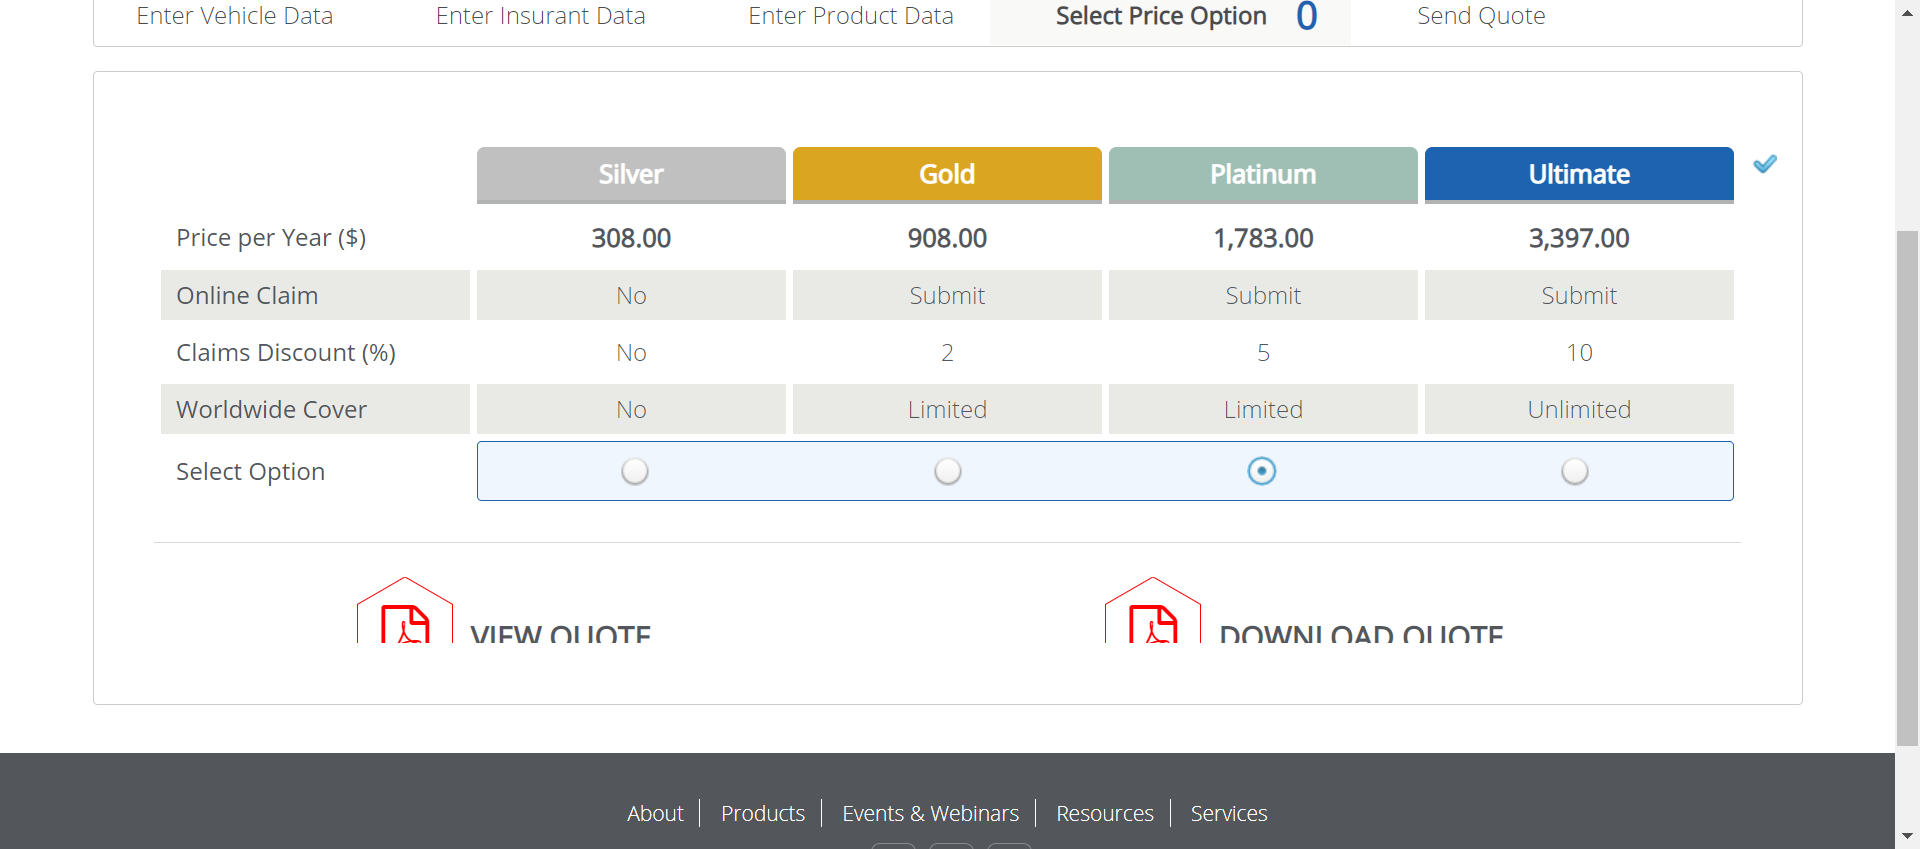 Enter Vehicle Data Enter Insurant Data Enter Product Data Select Price Option 0 Send Quote
Silver Gold Platinum Ultimate
Price per Year ($) 308.00 908.00 1,783.00 3,397.00
Online Claim No Submit Submit Submit
Claims Discount (%) No 2 5 10
Worldwide Cover No Limited Limited Unlimited
Select Option
VIEW QUOTE DOWNLOAD QUOTE
About Products Events & Webinars Resources Services